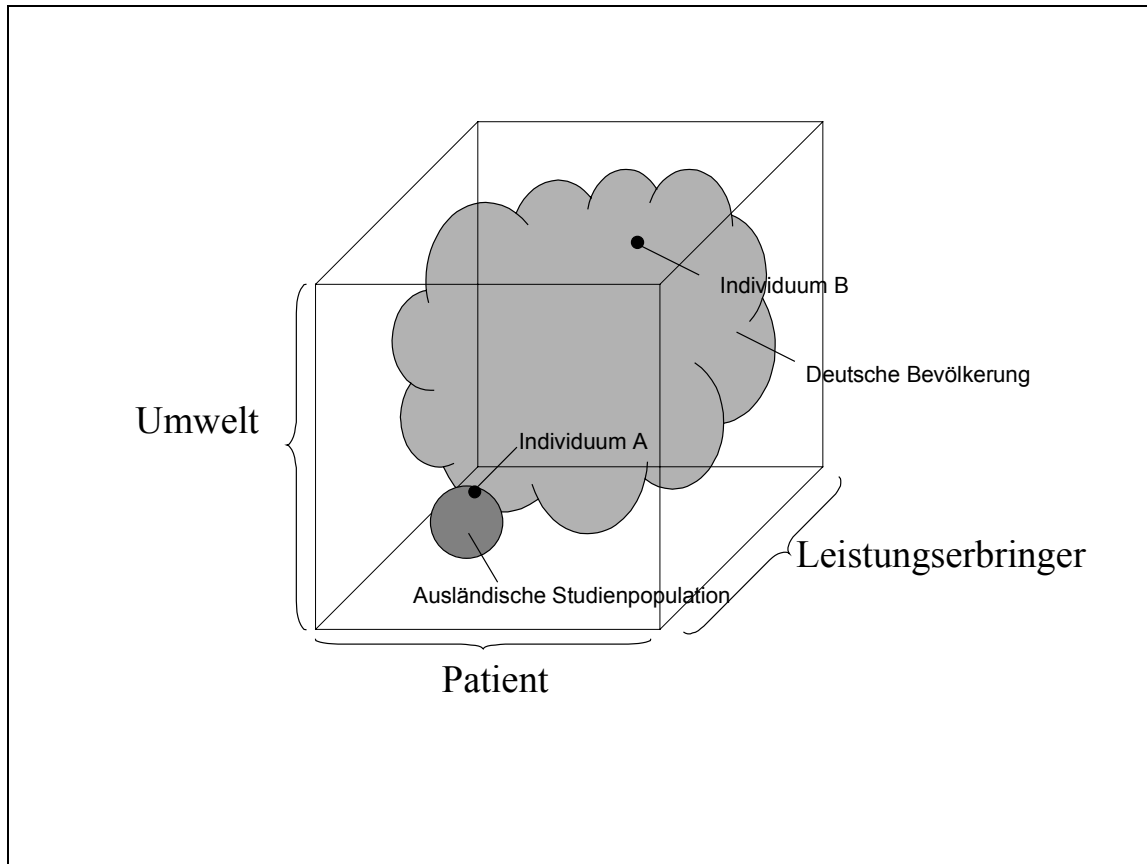 Individuum B
Deutsche Bevölkerung
Umwelt
Individuum A
Leistungserbringer
Ausländische Studienpopulation
Patient